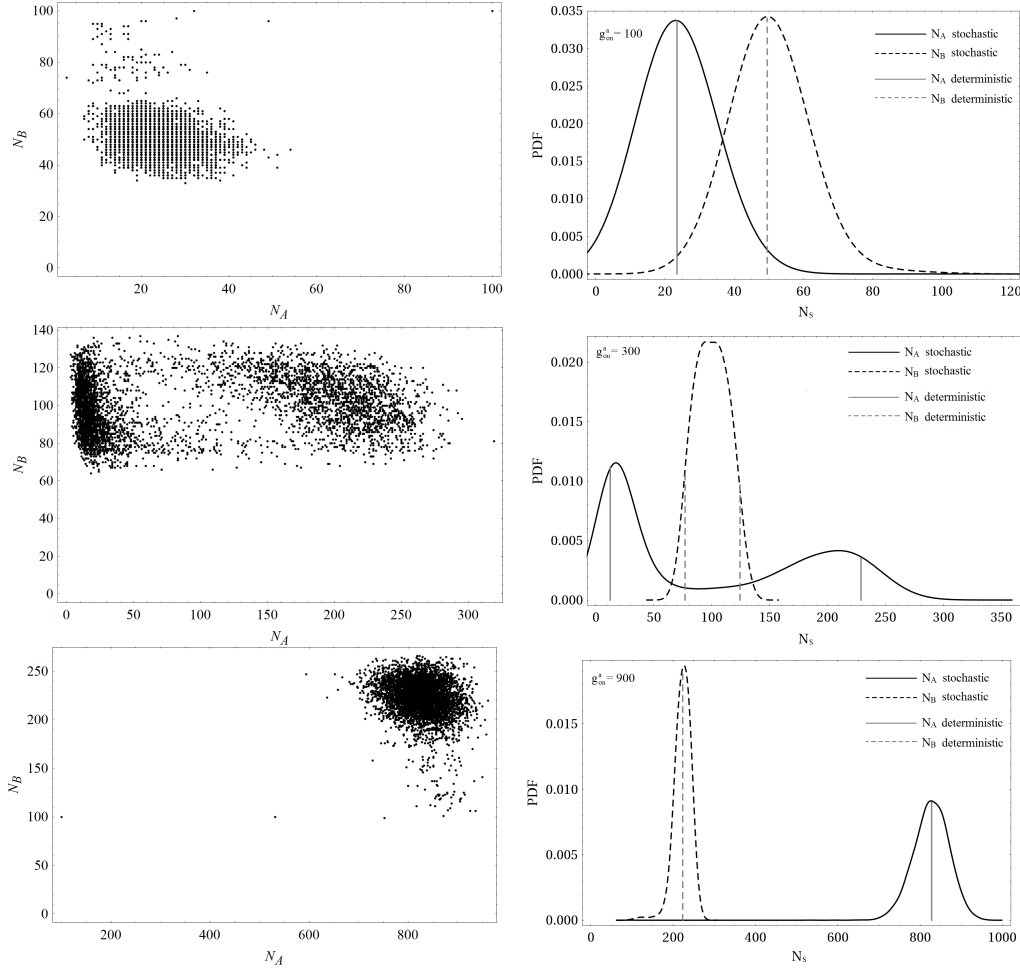 100
80
60
40
20
0
N_B
20
40
60
80
100
N_A
0.035
0.030
0.025
0.020
0.015
0.010
0.005
0.000
PDF
g^a_on = 100
N_A stochastic
N_B stochastic
N_A deterministic
N_B deterministic
0
20
40
60
80
100
120
N_s
140
120
100
80
60
40
20
0
N_B
0
50
100
150
200
250
300
N_A
0.020
0.015
0.010
0.005
0.000
PDF
g^a_on = 300
N_A stochastic
N_B stochastic
N_A deterministic
N_B deterministic
0
50
100
150
200
250
300
350
N_s
250
200
150
100
50
0
N_B
200
400
600
800
N_A
0.015
0.010
0.005
0.000
PDF
g^a_on = 900
N_A stochastic
N_B stochastic
N_A deterministic
N_B deterministic
0
200
400
600
800
1000
N_s